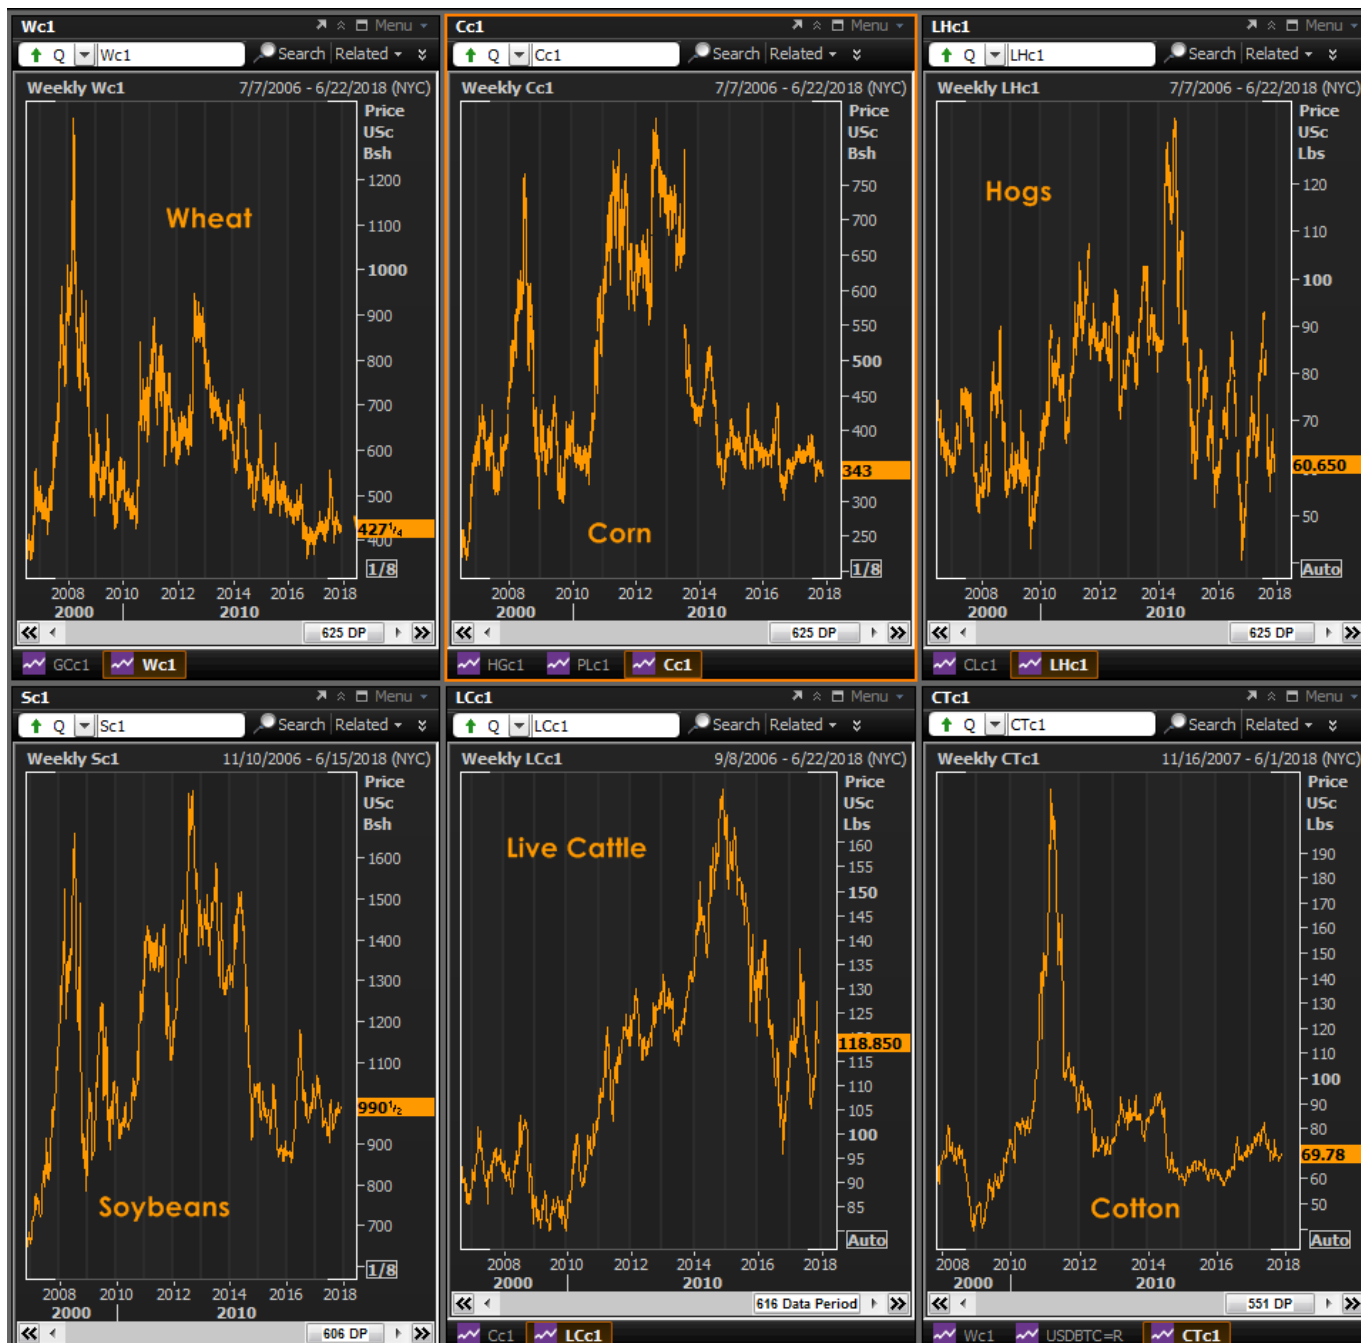 Wc1 Menu
Q Wc1 Search Related
Weekly Wc1 7/7/2006 - 6/22/2018 (NYC)
Price
USc
Bsh
Wheat
1200
1100
1000
900
800
700
600
500
427 1/4
400
1/8
2008 2010 2012 2014 2016 2018
2000 2010
625 DP
GCc1 Wc1
Cc1 Menu
Q Cc1 Search Related
Weekly Cc1 7/7/2006 - 6/22/2018 (NYC)
Price
USc
Bsh
750
700
650
600
550
500
450
400
343
300
Corn
250
1/8
2008 2010 2012 2014 2016 2018
2000 2010
625 DP
HGc1 PLc1 Cc1
LHc1 Menu
Q LHc1 Search Related
Weekly LHc1 7/7/2006 - 6/22/2018 (NYC)
Price
USc
Lbs
Hogs
120
110
100
90
80
70
60.650
50
Auto
2008 2010 2012 2014 2016 2018
2000 2010
625 DP
CLc1 LHc1
Sc1 Menu
Q Sc1 Search Related
Weekly Sc1 11/10/2006 - 6/15/2018 (NYC)
Price
USc
Bsh
1600
1500
1400
1300
1200
1100
990 1/2
900
800
Soybeans
700
1/8
2008 2010 2012 2014 2016 2018
2000 2010
606 DP
LCc1 Menu
Q LCc1 Search Related
Weekly LCc1 9/8/2006 - 6/22/2018 (NYC)
Price
USc
Lbs
Live Cattle
160
155
150
145
140
135
130
125
118.850
115
110
105
100
95
90
85
Auto
2008 2010 2012 2014 2016 2018
2000 2010
616 Data Period
Cc1 LCc1
CTc1 Menu
Q CTc1 Search Related
Weekly CTc1 11/16/2007 - 6/1/2018 (NYC)
Price
USc
Lbs
190
180
170
160
150
140
130
120
110
100
90
80
69.78
60
Cotton
50
Auto
2008 2010 2012 2014 2016 2018
2000 2010
551 DP
Wc1 USDBTC=R CTc1